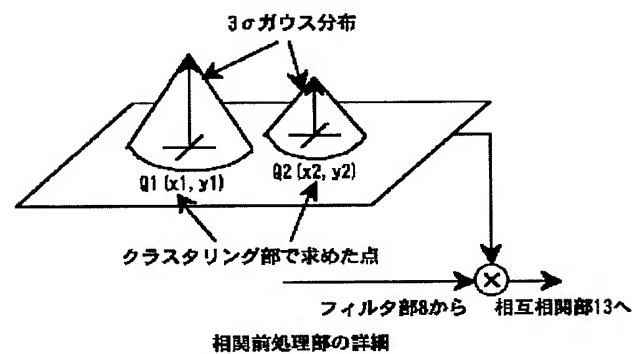 3σガウス分布
Q1(x1, y1)
Q2(x2, y2)
クラスタリング部で求めた点
フィルタ部8から
相互相関部13へ
相関前処理部の詳細